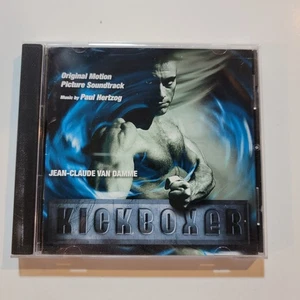 Original Motion
Picture Soundtrack
Music by Paul Hertzog
JEAN-CLAUDE VAN DAMME
KICKBOXER